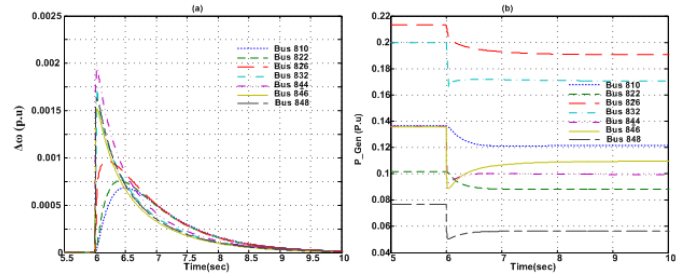 (a)
0.0025
0.002
0.0015
0.001
0.0005
0
Δω (p.u)
5.5
6
6.5
7
7.5
8
8.5
9
9.5
10
Time(sec)
Bus 810
Bus 822
Bus 826
Bus 832
Bus 844
Bus 846
Bus 848
(b)
0.22
0.2
0.18
0.16
0.14
0.12
0.1
0.08
0.06
0.04
P_Gen (P,u)
5
6
7
8
9
10
Time(sec)
Bus 810
Bus 822
Bus 826
Bus 832
Bus 844
Bus 846
Bus 848